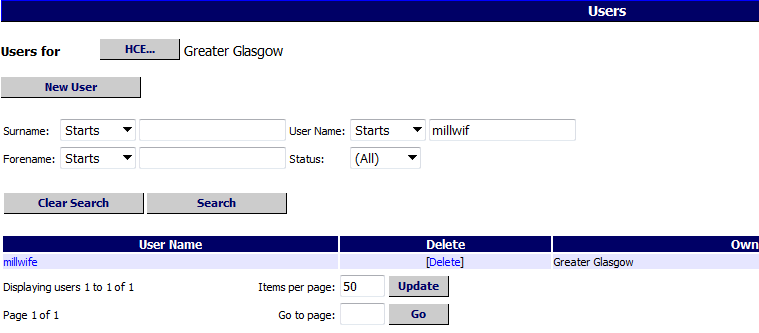 Users
Users for HCE... Greater Glasgow
New User
Surname: Starts User Name: Starts millwif
Forename: Starts Status: (All)
Clear Search Search
User Name Delete Own
millwife [Delete] Greater Glasgow
Displaying users 1 to 1 of 1 Items per page: 50 Update
Page 1 of 1 Go to page: Go